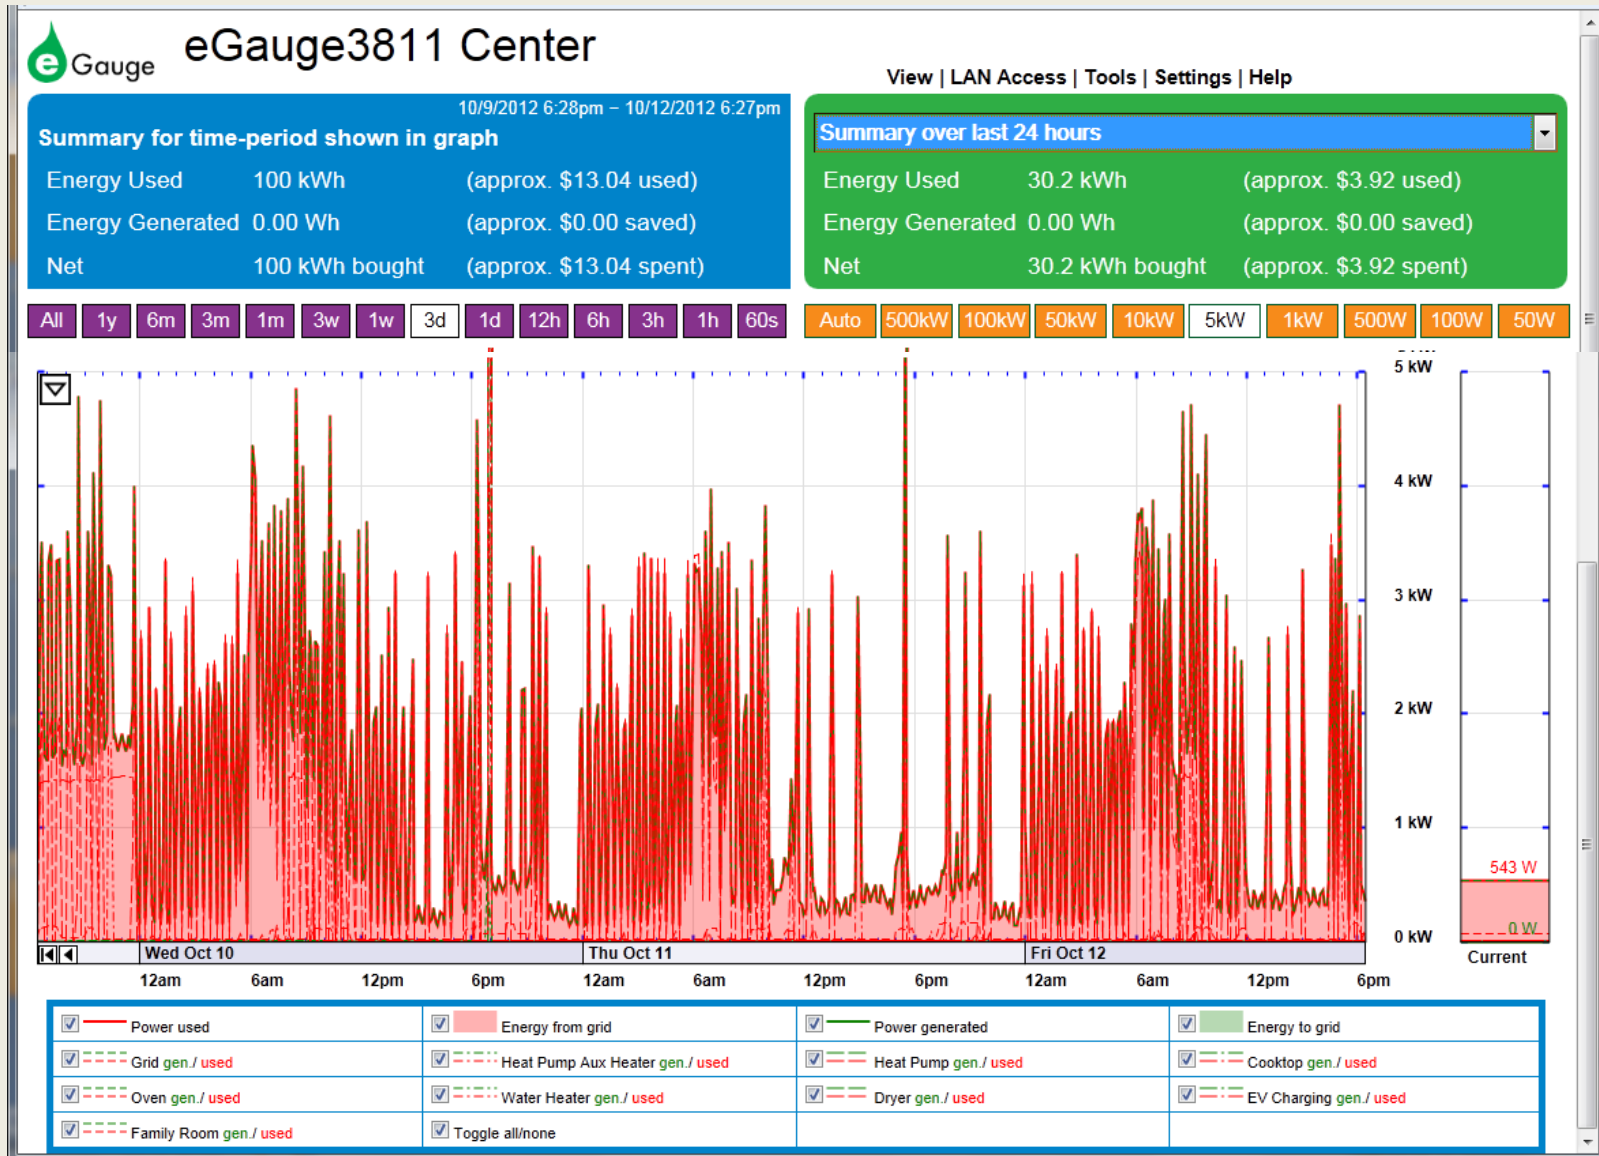 e Gauge
eGauge3811 Center
View | LAN Access | Tools | Settings | Help
10/9/2012 6:28pm – 10/12/2012 6:27pm
Summary for time-period shown in graph
Energy Used 100 kWh (approx. $13.04 used)
Energy Generated 0.00 Wh (approx. $0.00 saved)
Net 100 kWh bought (approx. $13.04 spent)
Summary over last 24 hours
Energy Used 30.2 kWh (approx. $3.92 used)
Energy Generated 0.00 Wh (approx. $0.00 saved)
Net 30.2 kWh bought (approx. $3.92 spent)
All 1y 6m 3m 1m 3w 1w 3d 1d 12h 6h 3h 1h 60s
Auto 500kW 100kW 50kW 10kW 5kW 1kW 500W 100W 50W
5 kW
4 kW
3 kW
2 kW
1 kW
0 kW
543 W
0 W
Current
Wed Oct 10 Thu Oct 11 Fri Oct 12
12am 6am 12pm 6pm 12am 6am 12pm 6pm 12am 6am 12pm 6pm
Power used Energy from grid Power generated Energy to grid
Grid gen./ used Heat Pump Aux Heater gen./ used Heat Pump gen./ used Cooktop gen./ used
Oven gen./ used Water Heater gen./ used Dryer gen./ used EV Charging gen./ used
Family Room gen./ used Toggle all/none